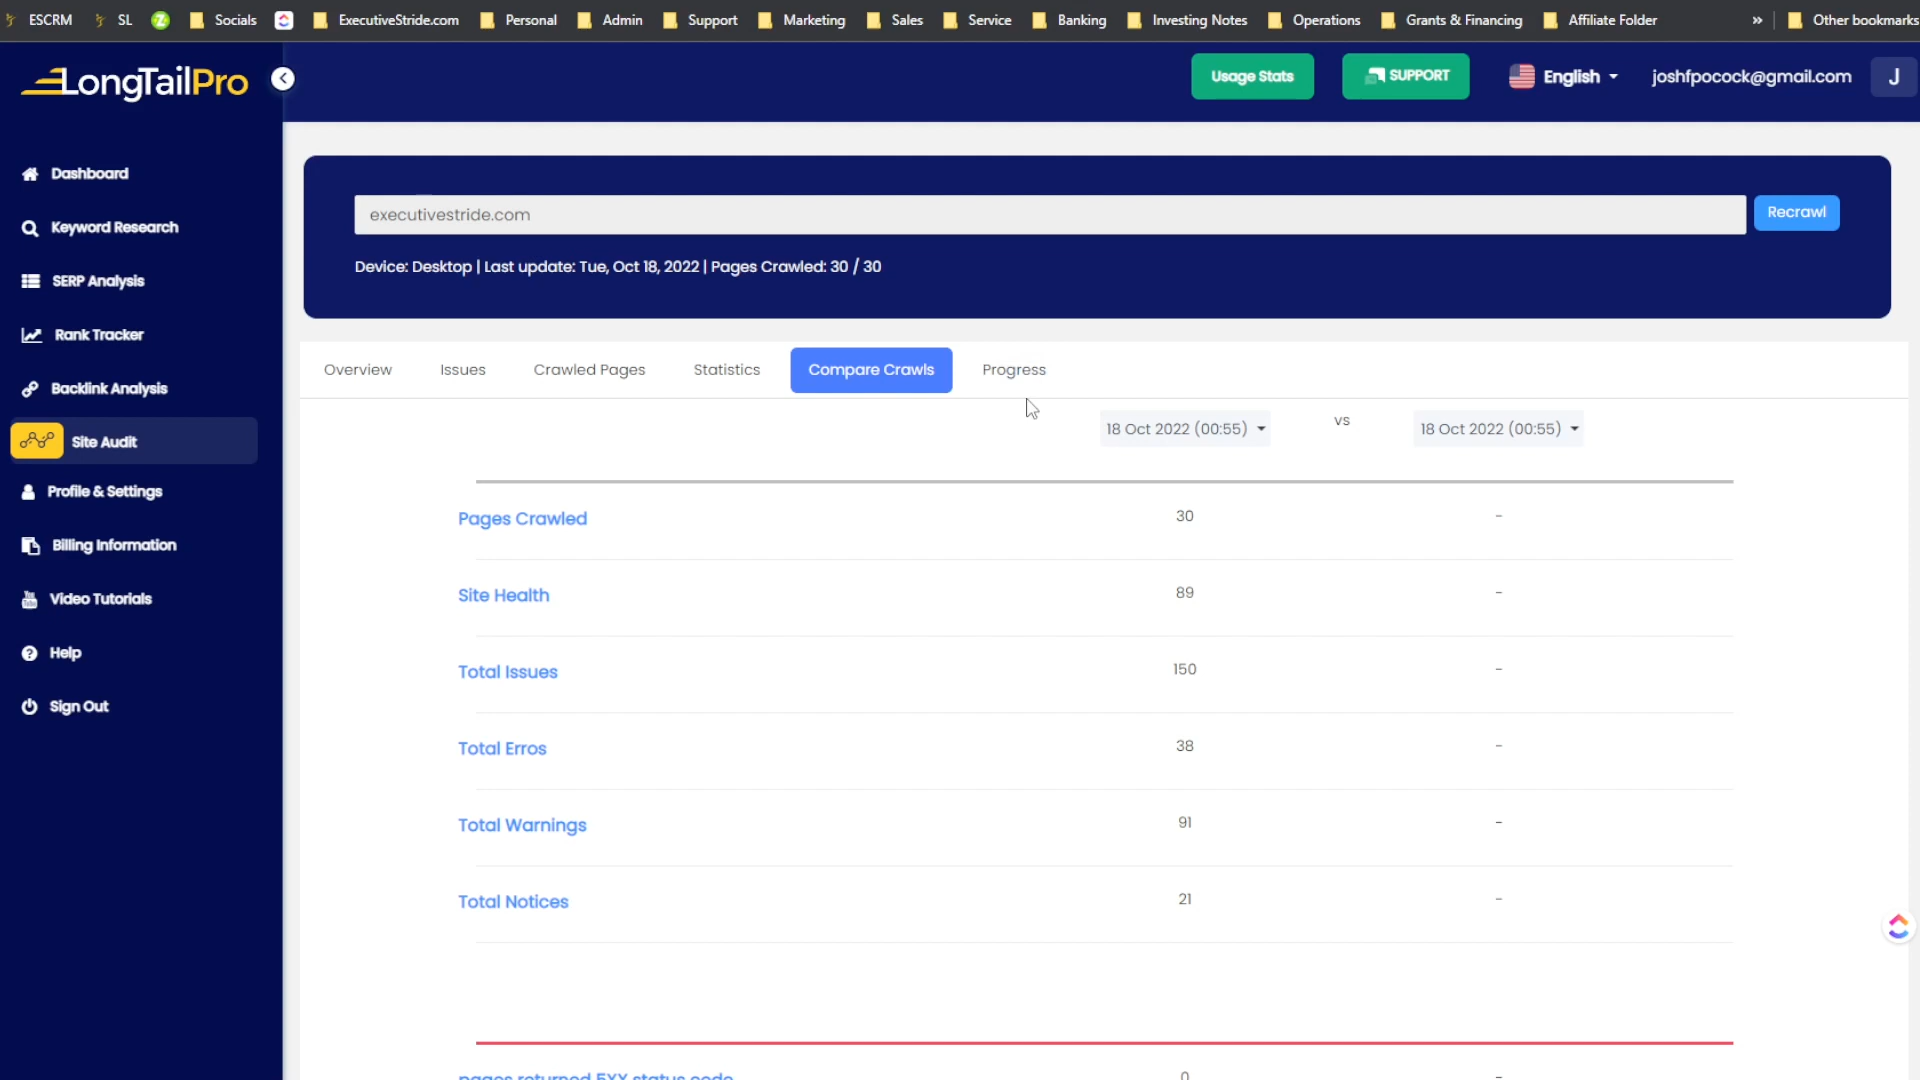 ESCRM SL Socials ExecutiveStride.com Personal Admin Support Marketing Sales Service Banking Investing Notes Operations Grants & Financing Affiliate Folder » Other bookmarks
LongTailPro
Usage Stats SUPPORT English joshfpocock@gmail.com J
Dashboard
Keyword Research
SERP Analysis
Rank Tracker
Backlink Analysis
Site Audit
Profile & Settings
Billing Information
Video Tutorials
Help
Sign Out
executivestride.com Recrawl
Device: Desktop | Last update: Tue, Oct 18, 2022 | Pages Crawled: 30 / 30
Overview Issues Crawled Pages Statistics Compare Crawls Progress
18 Oct 2022 (00:55) vs 18 Oct 2022 (00:55)
Pages Crawled 30 -
Site Health 89 -
Total Issues 150 -
Total Erros 38 -
Total Warnings 91 -
Total Notices 21 -
pages returned 5XX status code 0 -